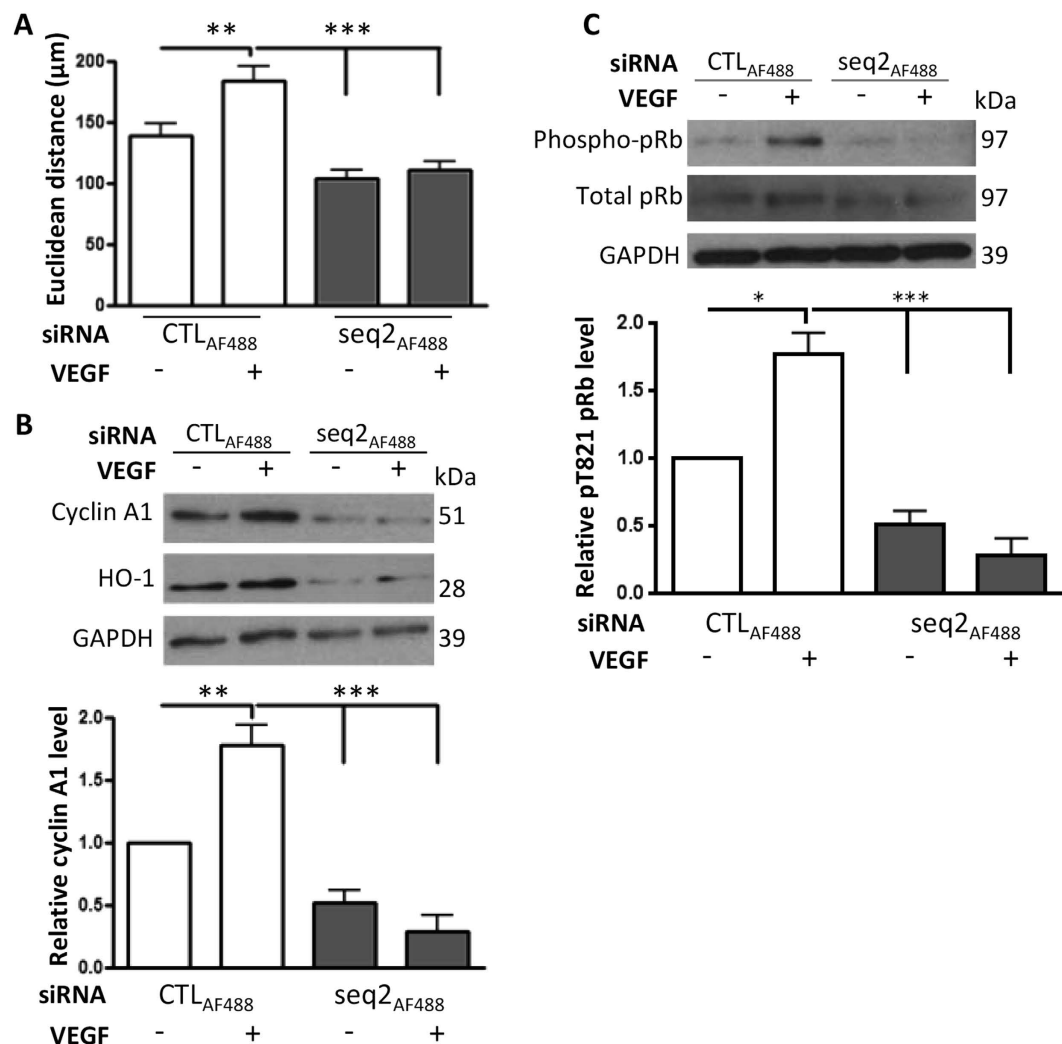 A
** ***
Euclidean distance (µm)
200
150
100
50
0
siRNA CTLAF488 seq2AF488
VEGF - + - +
B
siRNA CTLAF488 seq2AF488
VEGF - + - + kDa
Cyclin A1 51
HO-1 28
GAPDH 39
** ***
Relative cyclin A1 level
2.0
1.5
1.0
0.5
0.0
siRNA CTLAF488 seq2AF488
VEGF - + - +
C
siRNA CTLAF488 seq2AF488
VEGF - + - + kDa
Phospho-pRb 97
Total pRb 97
GAPDH 39
* ***
Relative pT821 pRb level
2.0
1.5
1.0
0.5
0.0
siRNA CTLAF488 seq2AF488
VEGF - + - +